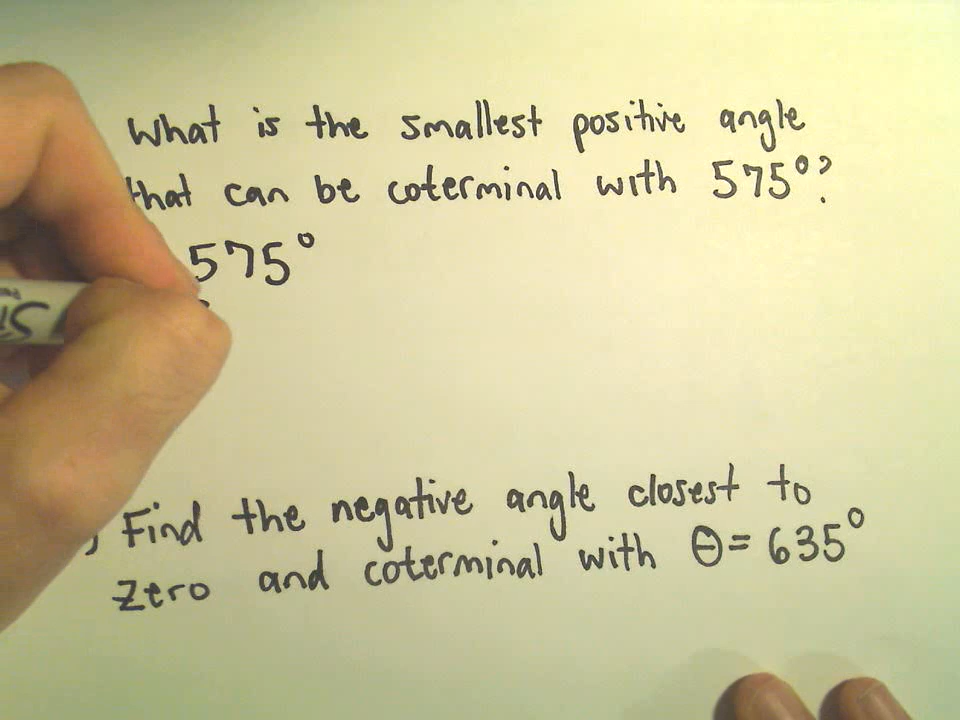 What is the smallest positive angle
that can be coterminal with 575°?
575°
Find the negative angle closest to
zero and coterminal with θ = 635°